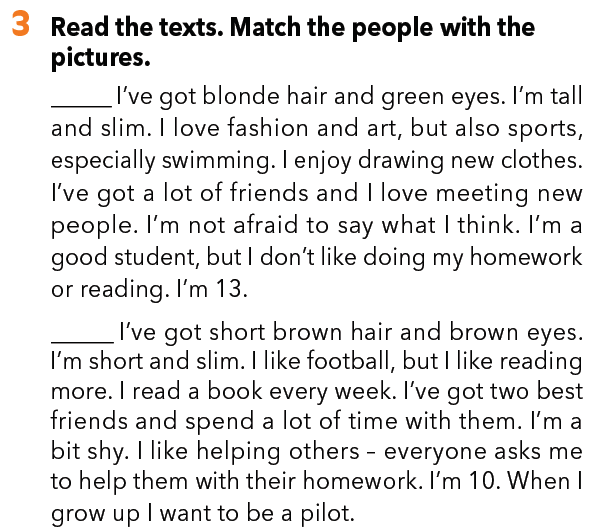 3 Read the texts. Match the people with the
pictures.
_____ I've got blonde hair and green eyes. I'm tall
and slim. I love fashion and art, but also sports,
especially swimming. I enjoy drawing new clothes.
I've got a lot of friends and I love meeting new
people. I'm not afraid to say what I think. I'm a
good student, but I don't like doing my homework
or reading. I'm 13.
_____ I've got short brown hair and brown eyes.
I'm short and slim. I like football, but I like reading
more. I read a book every week. I've got two best
friends and spend a lot of time with them. I'm a
bit shy. I like helping others – everyone asks me
to help them with their homework. I'm 10. When I
grow up I want to be a pilot.